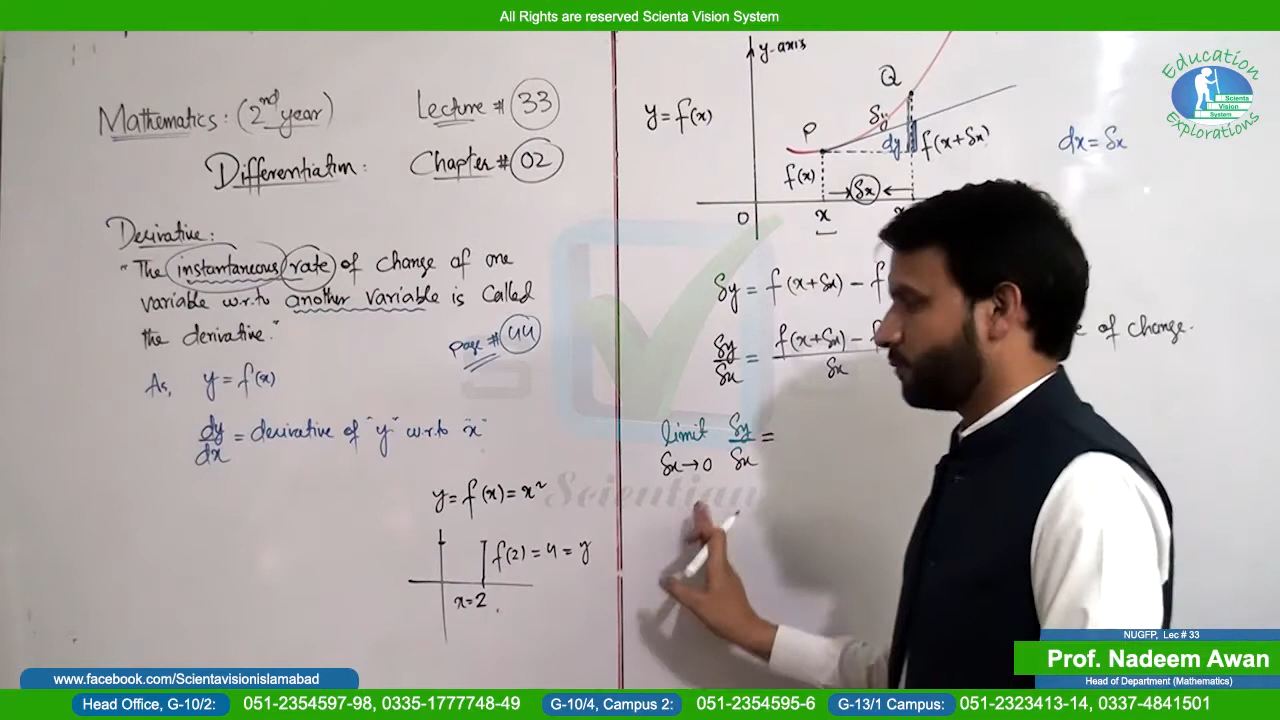 All Rights are reserved Scienta Vision System
Mathematics: (2nd year)
Lecture # 33
Differentiation:
Chapter # 02
Derivative:
"The instantaneous rate of change of one
variable w.r.to another variable is called
the derivative."
page # 44
As, y = f(x)
dy/dx = derivative of "y" w.r.to "x"
y = f(x) = x²
f(2) = 4 = y
x = 2
y-axis
y = f(x)
P
Q
δy
dy
f(x+δx)
f(x)
δx
0
x
dx = δx
δy = f(x+δx) - f
δy/δx = f(x+δx) - f / δx
of change.
limit δx→0 δy/δx =
Education
Scienta
Vision
System
Explorations
Scientian
NUGFP, Lec # 33
Prof. Nadeem Awan
Head of Department (Mathematics)
www.facebook.com/Scientavisionislamabad
Head Office, G-10/2: 051-2354597-98, 0335-1777748-49 G-10/4, Campus 2: 051-2354595-6 G-13/1 Campus: 051-2323413-14, 0337-4841501